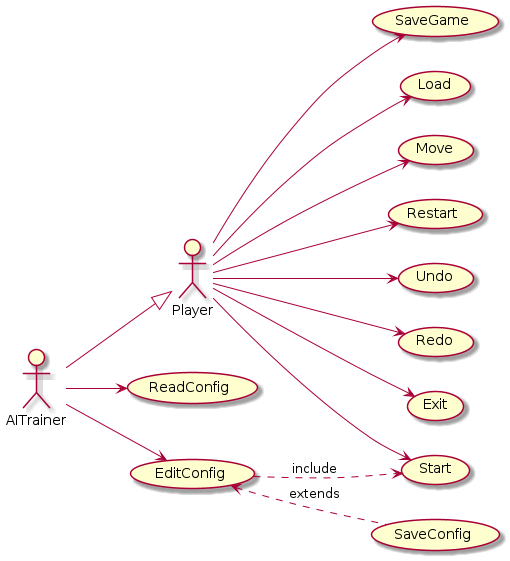 SaveGame
Load
Move
Restart
Player
Undo
Redo
AITrainer
ReadConfig
Exit
EditConfig
include
Start
extends
SaveConfig